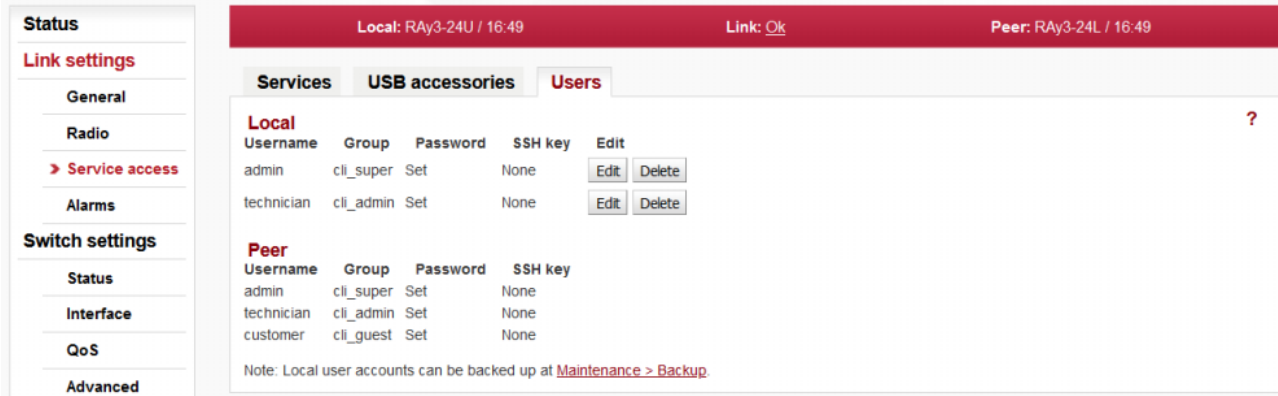 Status
Link settings
General
Radio
Service access
Alarms
Switch settings
Status
Interface
QoS
Advanced
Local: RAy3-24U / 16:49 Link: Ok Peer: RAy3-24L / 16:49
Services USB accessories Users
?
Local
Username Group Password SSH key Edit
admin cli_super Set None Edit Delete
technician cli_admin Set None Edit Delete
Peer
Username Group Password SSH key
admin cli_super Set None
technician cli_admin Set None
customer cli_guest Set None
Note: Local user accounts can be backed up at Maintenance > Backup.